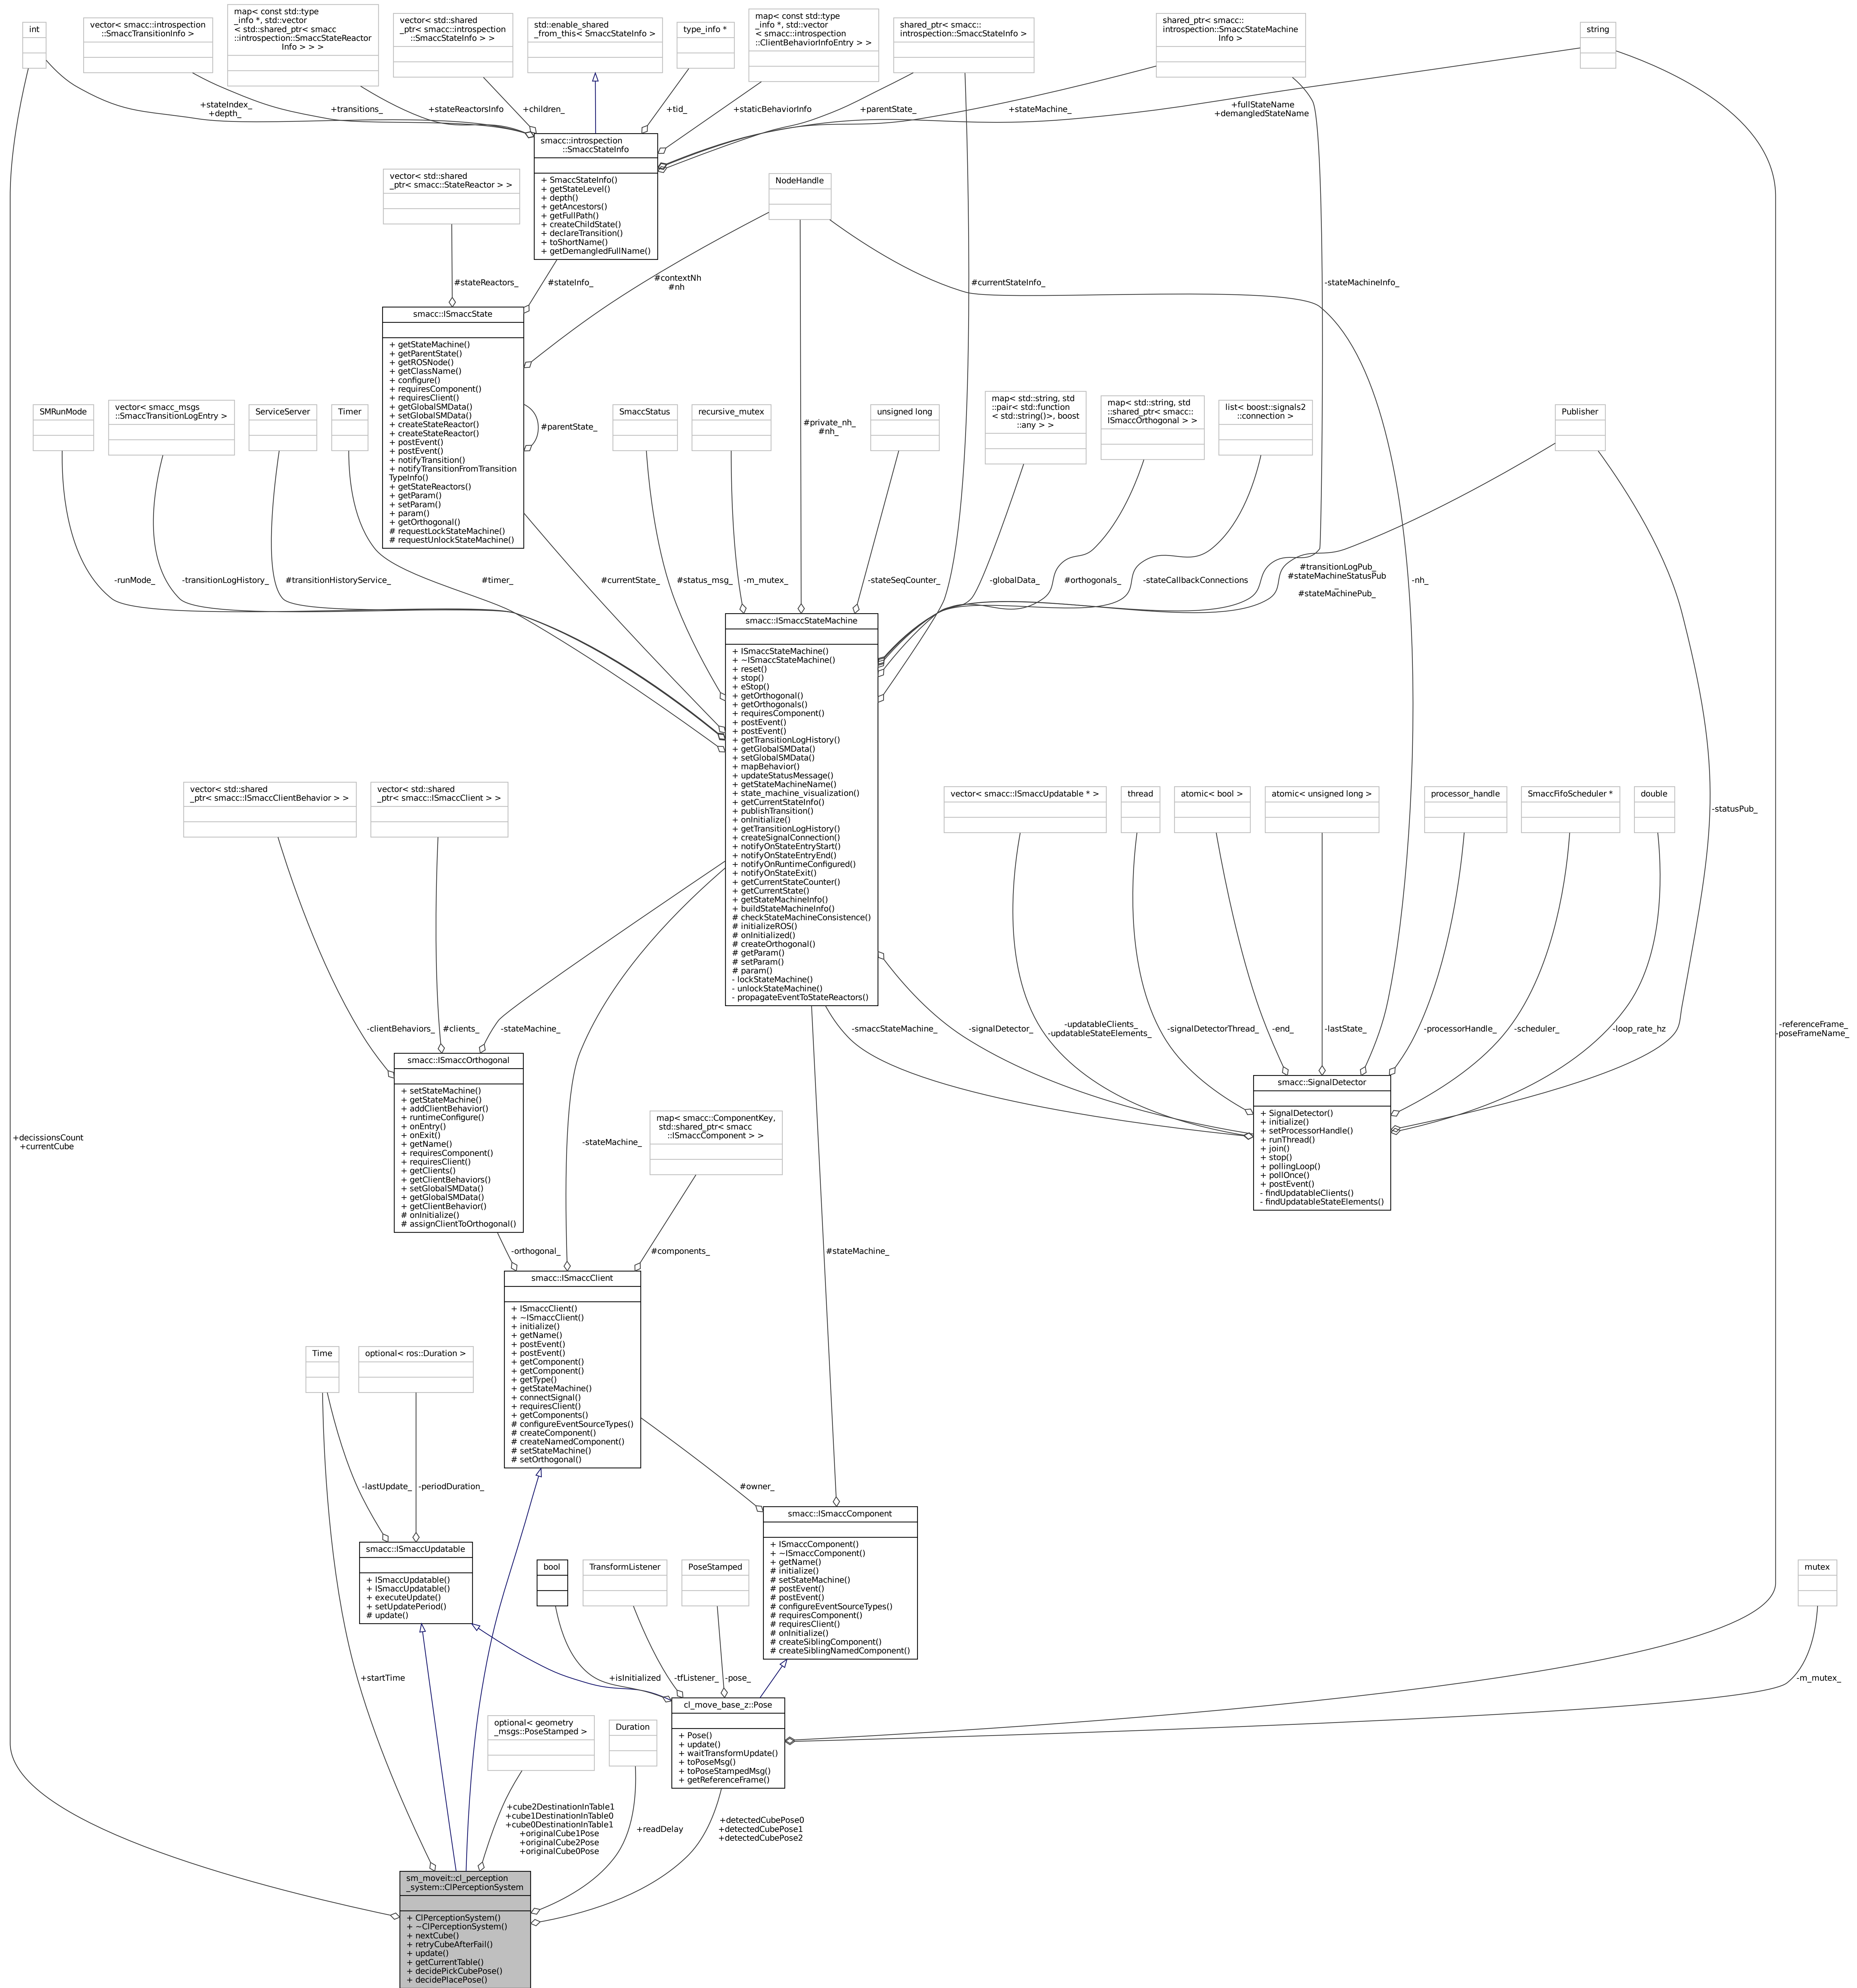 int
vector< smacc::introspection
::SmaccTransitionInfo >
map< const std::type
_info *, std::vector
< std::shared_ptr< smacc
::introspection::SmaccStateReactor
Info > > >
vector< std::shared
_ptr< smacc::introspection
::SmaccStateInfo > >
std::enable_shared
_from_this< SmaccStateInfo >
type_info *
map< const std::type
_info *, std::vector
< smacc::introspection
::ClientBehaviorInfoEntry > >
shared_ptr< smacc::
introspection::SmaccStateInfo >
shared_ptr< smacc::
introspection::SmaccStateMachine
Info >
string
+stateIndex_
+depth_
+transitions_
+stateReactorsInfo
+children_
+tid_
+staticBehaviorInfo
+parentState_
+stateMachine_
+fullStateName
+demangledStateName
smacc::introspection
::SmaccStateInfo
+ SmaccStateInfo()
+ getStateLevel()
+ depth()
+ getAncestors()
+ getFullPath()
+ createChildState()
+ declareTransition()
+ toShortName()
+ getDemangledFullName()
vector< std::shared
_ptr< smacc::StateReactor > >
NodeHandle
#stateReactors_
#stateInfo_
#contextNh
#nh
#currentStateInfo_
-stateMachineInfo_
smacc::ISmaccState
+ getStateMachine()
+ getParentState()
+ getROSNode()
+ getClassName()
+ configure()
+ requiresComponent()
+ requiresClient()
+ getGlobalSMData()
+ setGlobalSMData()
+ createStateReactor()
+ createStateReactor()
+ postEvent()
+ postEvent()
+ notifyTransition()
+ notifyTransitionFromTransition
TypeInfo()
+ getStateReactors()
+ getParam()
+ setParam()
+ param()
+ getOrthogonal()
# requestLockStateMachine()
# requestUnlockStateMachine()
#parentState_
SMRunMode
vector< smacc_msgs
::SmaccTransitionLogEntry >
ServiceServer
Timer
SmaccStatus
recursive_mutex
#private_nh_
#nh_
unsigned long
map< std::string, std
::pair< std::function
< std::string()>, boost
::any > >
map< std::string, std
::shared_ptr< smacc::
ISmaccOrthogonal > >
list< boost::signals2
::connection >
Publisher
-runMode_
-transitionLogHistory_
#transitionHistoryService_
#timer_
#currentState_
#status_msg_
-m_mutex_
-stateSeqCounter_
-globalData_
#orthogonals_
-stateCallbackConnections
#transitionLogPub_
#stateMachineStatusPub
_
#stateMachinePub_
-nh_
smacc::ISmaccStateMachine
+ ISmaccStateMachine()
+ ~ISmaccStateMachine()
+ reset()
+ stop()
+ eStop()
+ getOrthogonal()
+ getOrthogonals()
+ requiresComponent()
+ postEvent()
+ postEvent()
+ getTransitionLogHistory()
+ getGlobalSMData()
+ setGlobalSMData()
+ mapBehavior()
+ updateStatusMessage()
+ getStateMachineName()
+ state_machine_visualization()
+ getCurrentStateInfo()
+ publishTransition()
+ onInitialize()
+ getTransitionLogHistory()
+ createSignalConnection()
+ notifyOnStateEntryStart()
+ notifyOnStateEntryEnd()
+ notifyOnRuntimeConfigured()
+ notifyOnStateExit()
+ getCurrentStateCounter()
+ getCurrentState()
+ getStateMachineInfo()
+ buildStateMachineInfo()
# checkStateMachineConsistence()
# initializeROS()
# onInitialized()
# createOrthogonal()
# getParam()
# setParam()
# param()
- lockStateMachine()
- unlockStateMachine()
- propagateEventToStateReactors()
vector< std::shared
_ptr< smacc::ISmaccClientBehavior > >
vector< std::shared
_ptr< smacc::ISmaccClient > >
vector< smacc::ISmaccUpdatable * >
thread
atomic< bool >
atomic< unsigned long >
processor_handle
SmaccFifoScheduler *
double
-statusPub_
-clientBehaviors_
#clients_
-stateMachine_
-smaccStateMachine_
-signalDetector_
-updatableClients_
-updatableStateElements_
-signalDetectorThread_
-end_
-lastState_
-processorHandle_
-scheduler_
-loop_rate_hz
-referenceFrame_
-poseFrameName_
smacc::ISmaccOrthogonal
+ setStateMachine()
+ getStateMachine()
+ addClientBehavior()
+ runtimeConfigure()
+ onEntry()
+ onExit()
+ getName()
+ requiresComponent()
+ requiresClient()
+ getClients()
+ getClientBehaviors()
+ setGlobalSMData()
+ getGlobalSMData()
+ getClientBehavior()
# onInitialize()
# assignClientToOrthogonal()
smacc::SignalDetector
+ SignalDetector()
+ initialize()
+ setProcessorHandle()
+ runThread()
+ join()
+ stop()
+ pollingLoop()
+ pollOnce()
+ postEvent()
- findUpdatableClients()
- findUpdatableStateElements()
+decissionsCount
+currentCube
-stateMachine_
map< smacc::ComponentKey,
std::shared_ptr< smacc
::ISmaccComponent > >
-orthogonal_
#components_
#stateMachine_
smacc::ISmaccClient
+ ISmaccClient()
+ ~ISmaccClient()
+ initialize()
+ getName()
+ postEvent()
+ postEvent()
+ getComponent()
+ getComponent()
+ getType()
+ getStateMachine()
+ connectSignal()
+ requiresClient()
+ getComponents()
# configureEventSourceTypes()
# createComponent()
# createNamedComponent()
# setStateMachine()
# setOrthogonal()
Time
optional< ros::Duration >
-lastUpdate_
-periodDuration_
#owner_
smacc::ISmaccUpdatable
+ ISmaccUpdatable()
+ ISmaccUpdatable()
+ executeUpdate()
+ setUpdatePeriod()
# update()
smacc::ISmaccComponent
+ ISmaccComponent()
+ ~ISmaccComponent()
+ getName()
# initialize()
# setStateMachine()
# postEvent()
# postEvent()
# configureEventSourceTypes()
# requiresComponent()
# requiresClient()
# onInitialize()
# createSiblingComponent()
# createSiblingNamedComponent()
bool
TransformListener
PoseStamped
mutex
+startTime
+isInitialized
-tfListener_
-pose_
-m_mutex_
cl_move_base_z::Pose
+ Pose()
+ update()
+ waitTransformUpdate()
+ toPoseMsg()
+ toPoseStampedMsg()
+ getReferenceFrame()
optional< geometry
_msgs::PoseStamped >
Duration
+cube2DestinationInTable1
+cube1DestinationInTable0
+cube0DestinationInTable1
+originalCube1Pose
+originalCube2Pose
+originalCube0Pose
+readDelay
+detectedCubePose0
+detectedCubePose1
+detectedCubePose2
sm_moveit::cl_perception
_system::ClPerceptionSystem
+ ClPerceptionSystem()
+ ~ClPerceptionSystem()
+ nextCube()
+ retryCubeAfterFail()
+ update()
+ getCurrentTable()
+ decidePickCubePose()
+ decidePlacePose()